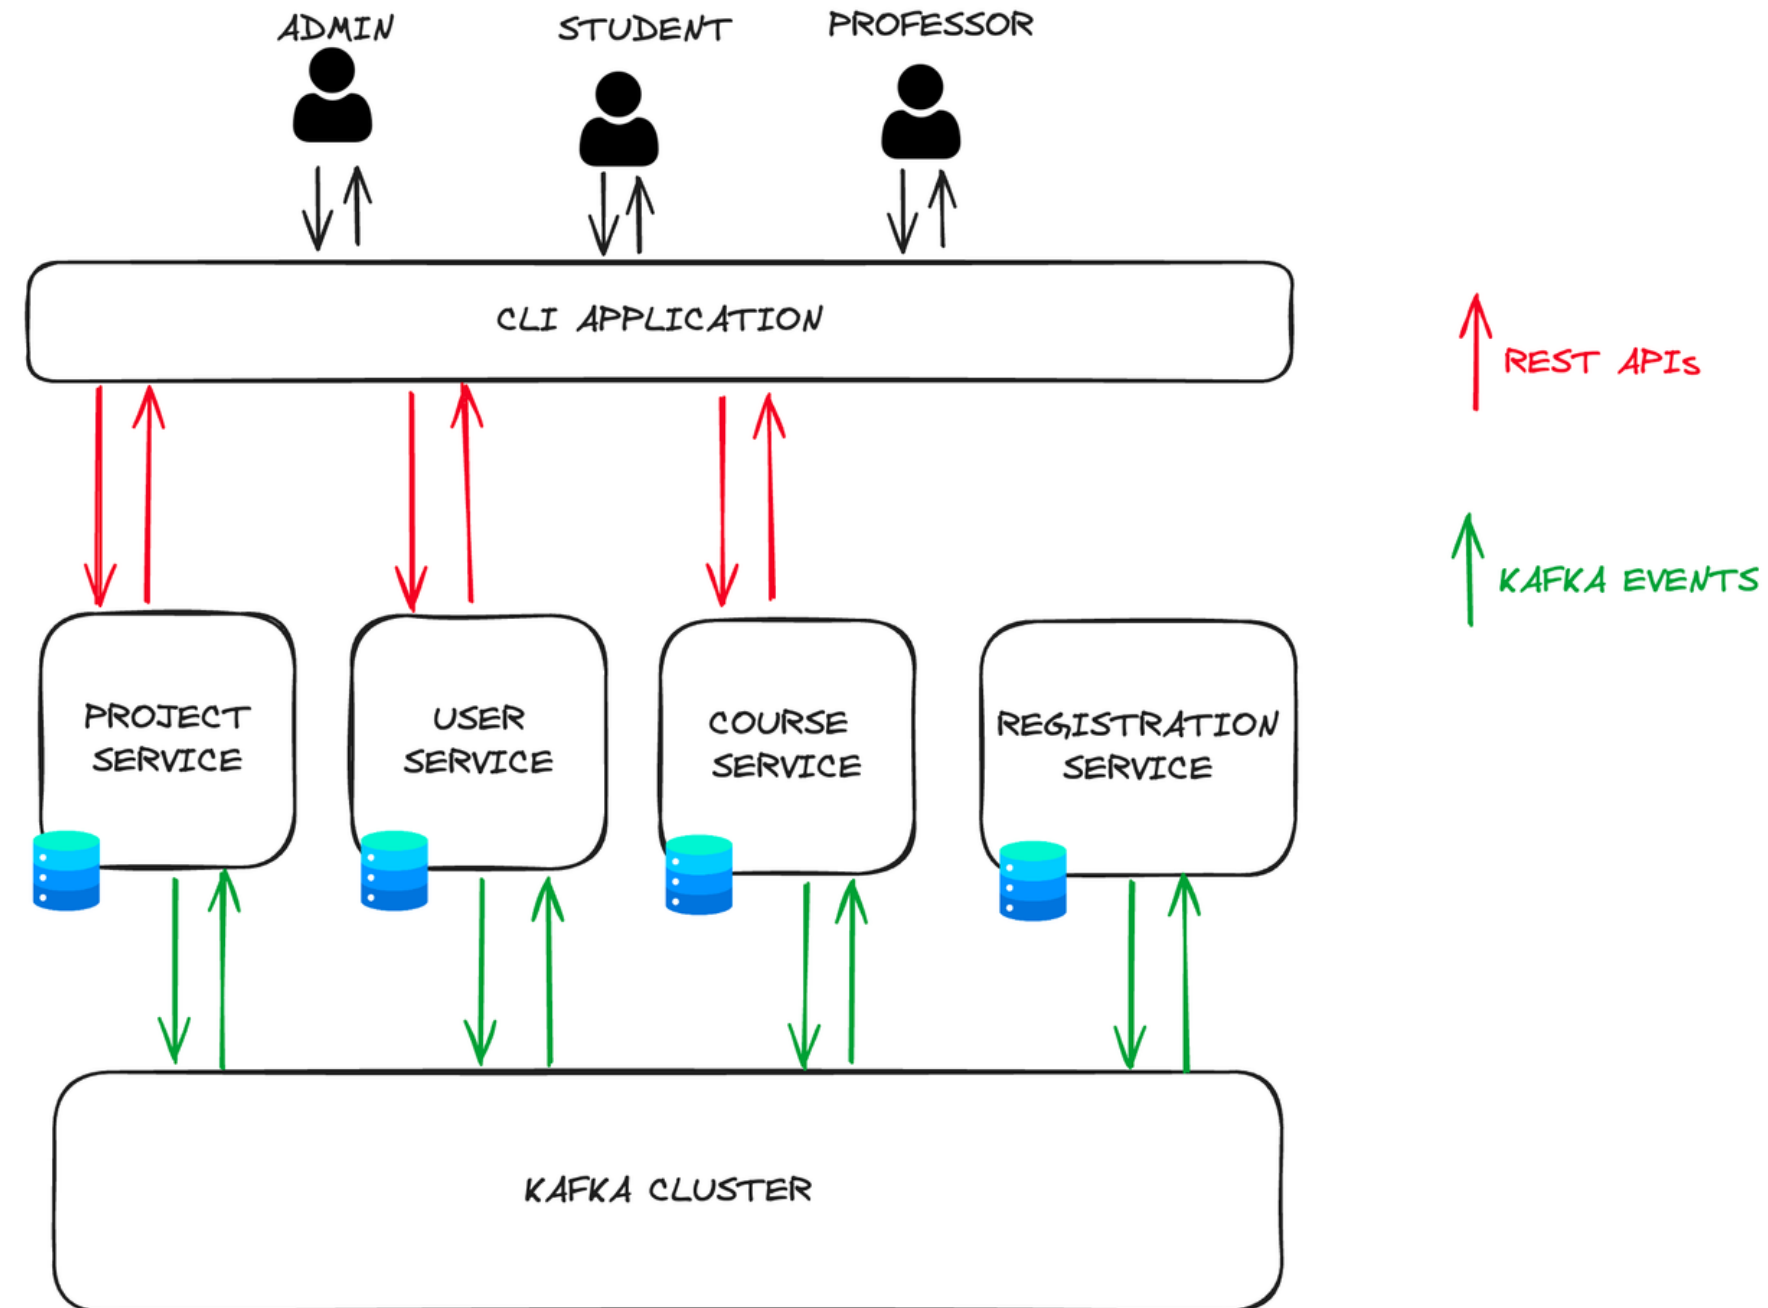 ADMIN
STUDENT
PROFESSOR
CLI APPLICATION
REST APIs
KAFKA EVENTS
PROJECT
SERVICE
USER
SERVICE
COURSE
SERVICE
REGISTRATION
SERVICE
KAFKA CLUSTER